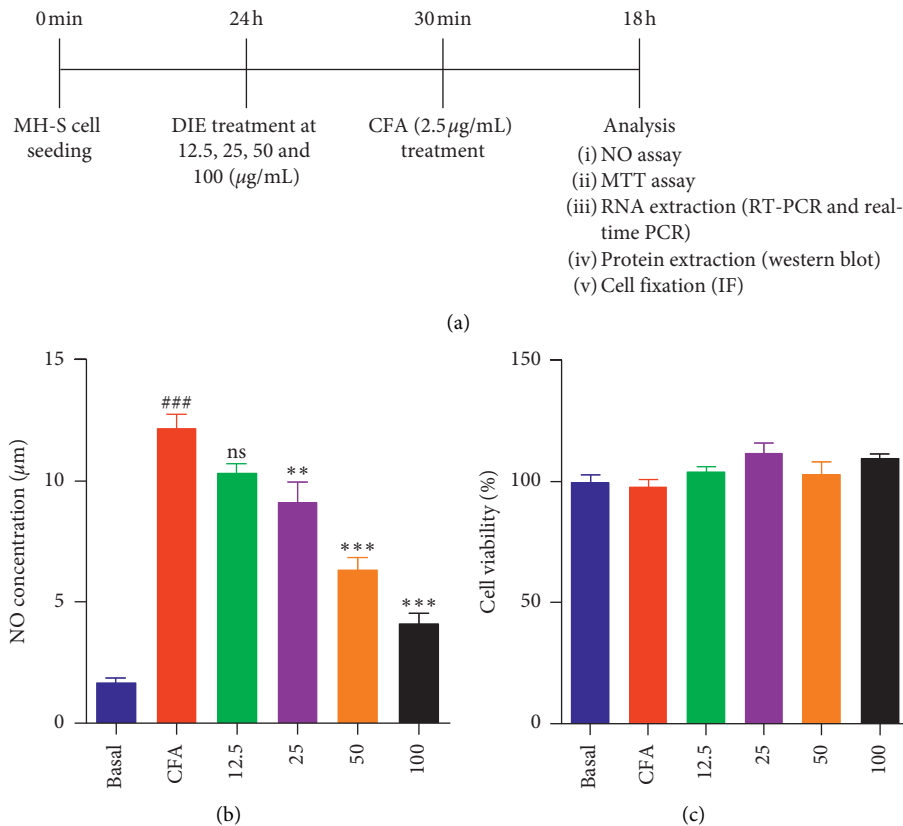 0 min 24 h 30 min 18 h
MH-S cell
seeding
DIE treatment at
12.5, 25, 50 and
100 (μg/mL)
CFA (2.5 μg/mL)
treatment
Analysis
(i) NO assay
(ii) MTT assay
(iii) RNA extraction (RT-PCR and real-
time PCR)
(iv) Protein extraction (western blot)
(v) Cell fixation (IF)
(a)
NO concentration (μm)
15
10
5
0
###
ns
**
***
***
Basal CFA 12.5 25 50 100
(b)
Cell viability (%)
150
100
50
0
Basal CFA 12.5 25 50 100
(c)